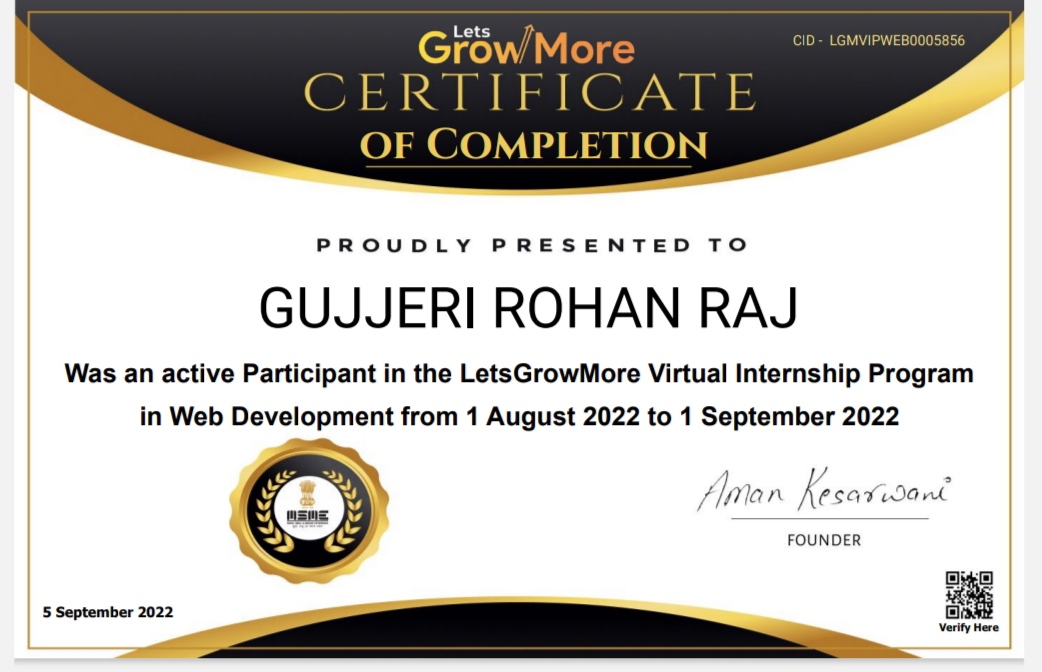 Lets
GrowMore
CID - LGMVIPWEB0005856
CERTIFICATE
OF COMPLETION
PROUDLY PRESENTED TO
GUJJERI ROHAN RAJ
Was an active Participant in the LetsGrowMore Virtual Internship Program
in Web Development from 1 August 2022 to 1 September 2022
MSME
Aman Kesarwani
FOUNDER
5 September 2022
Verify Here